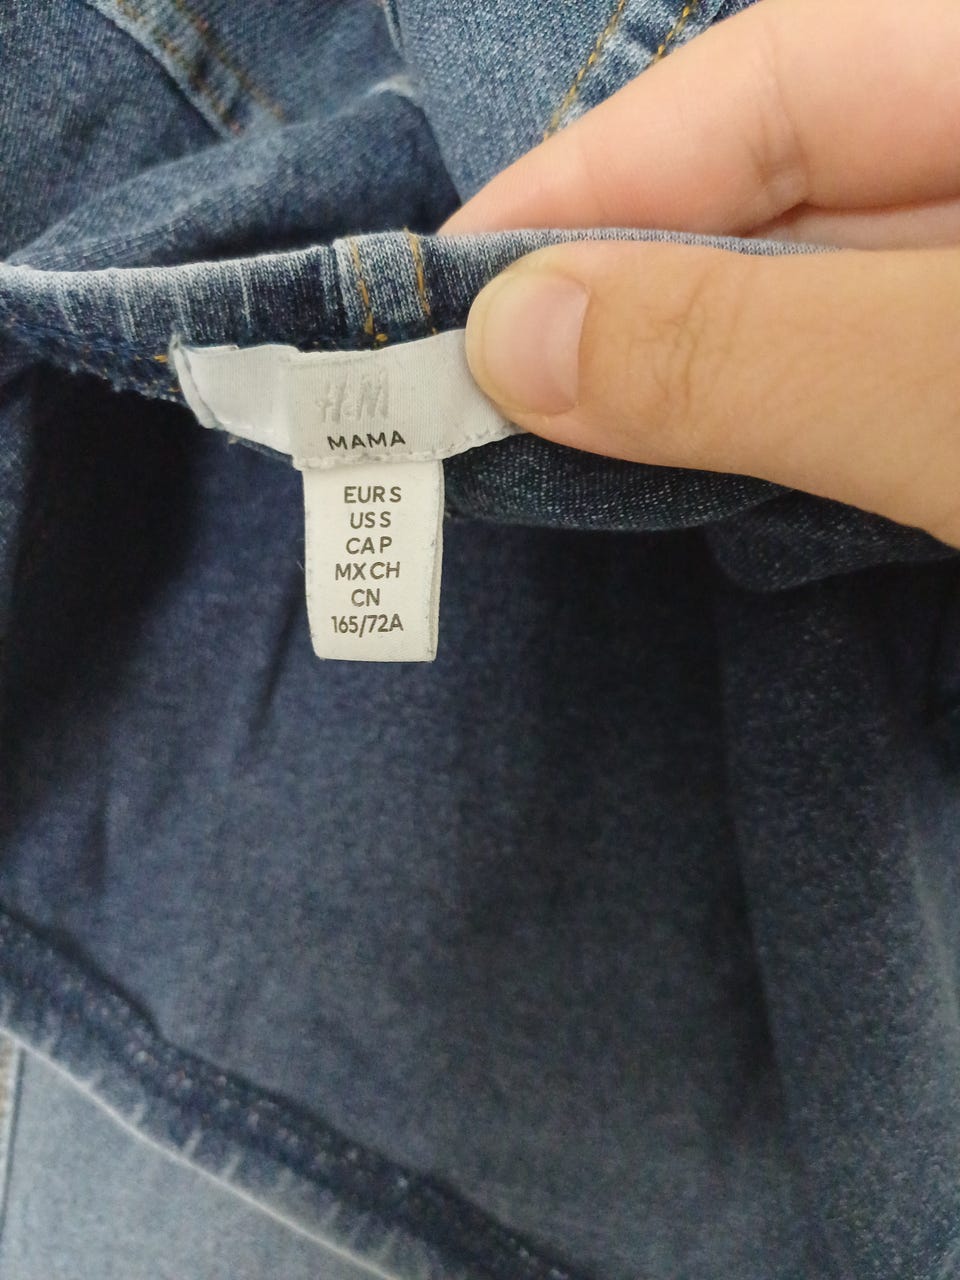 H&M
MAMA
EUR S
US S
CA P
MX CH
CN
165/72A